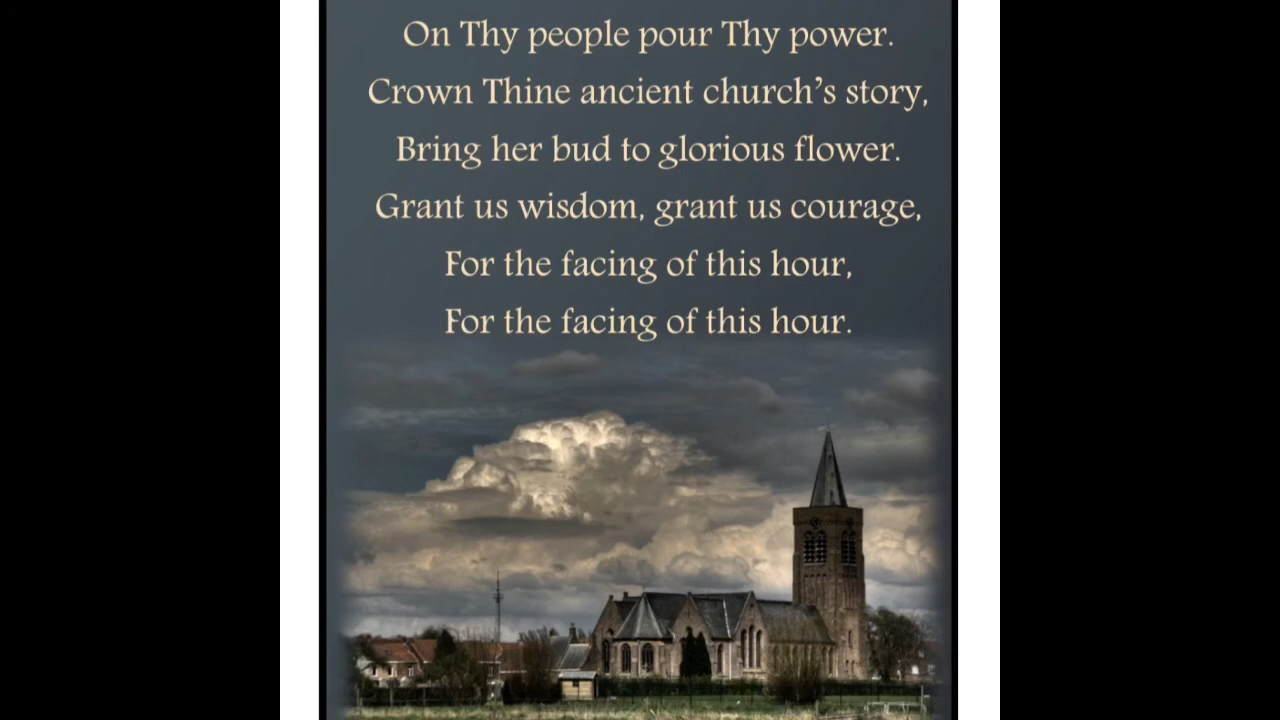 On Thy people pour Thy power.
Crown Thine ancient church’s story,
Bring her bud to glorious flower.
Grant us wisdom, grant us courage,
For the facing of this hour,
For the facing of this hour.